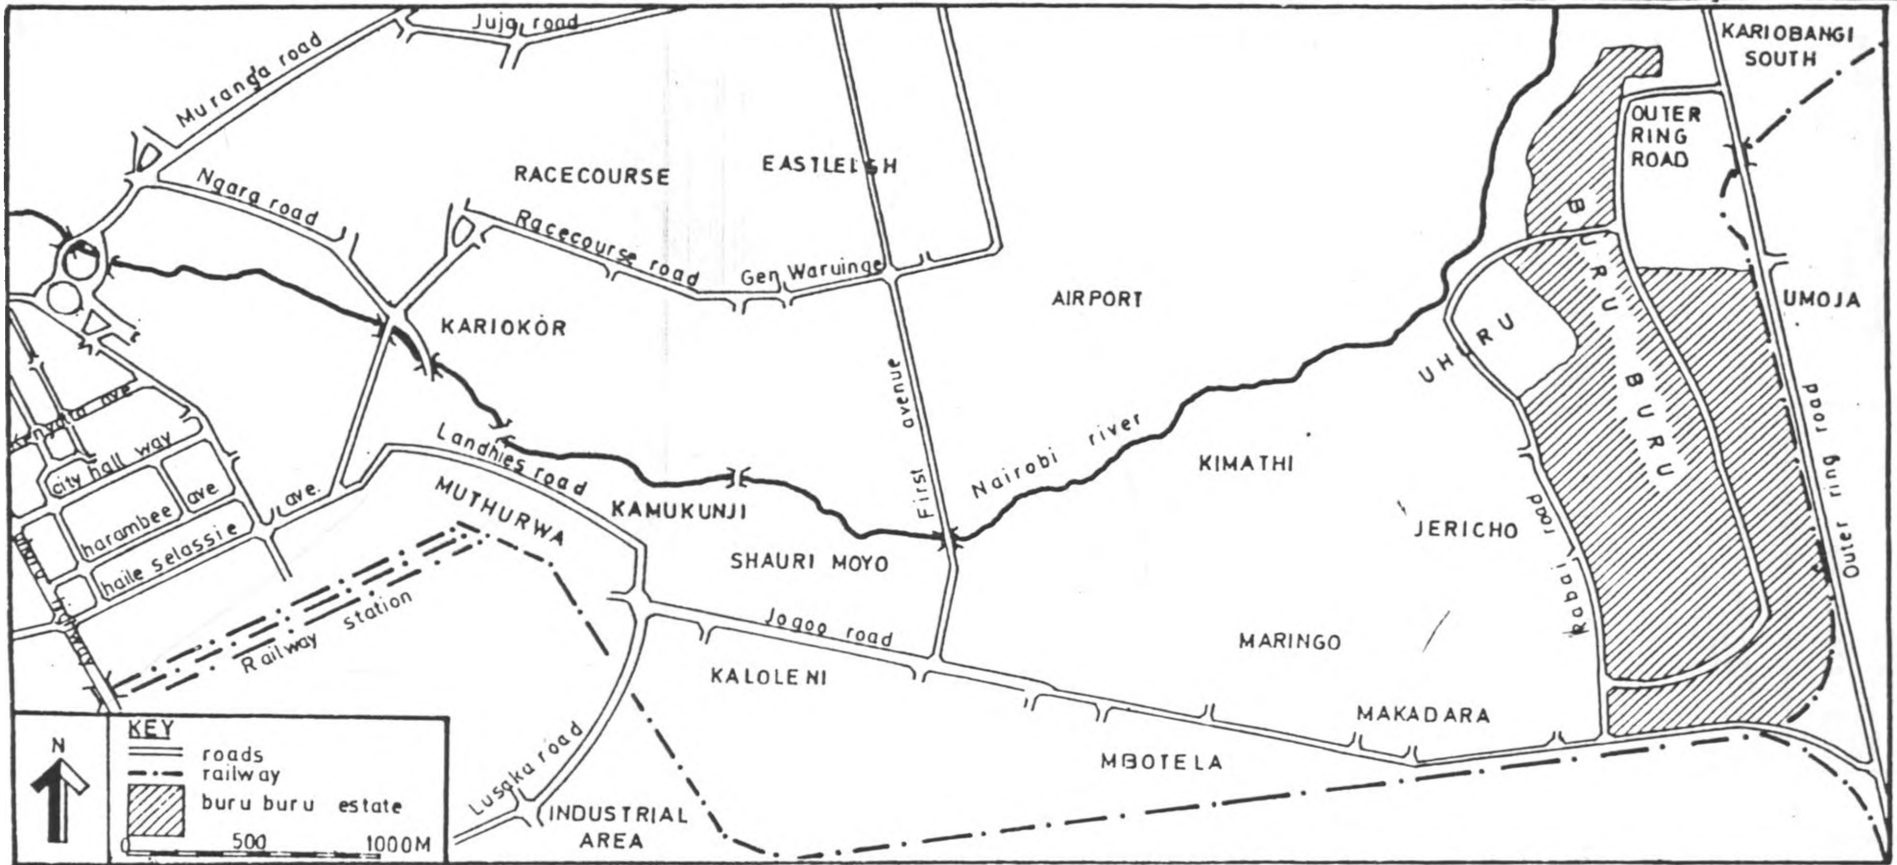 Juja road
KARIOBANGI
SOUTH
Muranga road
OUTER
RING
ROAD
RACECOURSE
EASTLEIGH
Ngara road
Racecourse road
Gen Waruinge
BURU BURU
AIRPORT
UMOJA
KARIOKOR
UHURU
First avenue
Nairobi river
Outer ring road
city hall way
Landhies road
KIMATHI
MUTHURWA
KAMUKUNJI
harambee ave
haile selassie ave.
JERICHO
Rabai road
SHAURI MOYO
Railway station
Jogoo road
MARINGO
KALOLENI
MAKADARA
MBOTELA
Lusaka road
INDUSTRIAL
AREA
N
KEY
roads
railway
buru buru estate
0 500 1000M